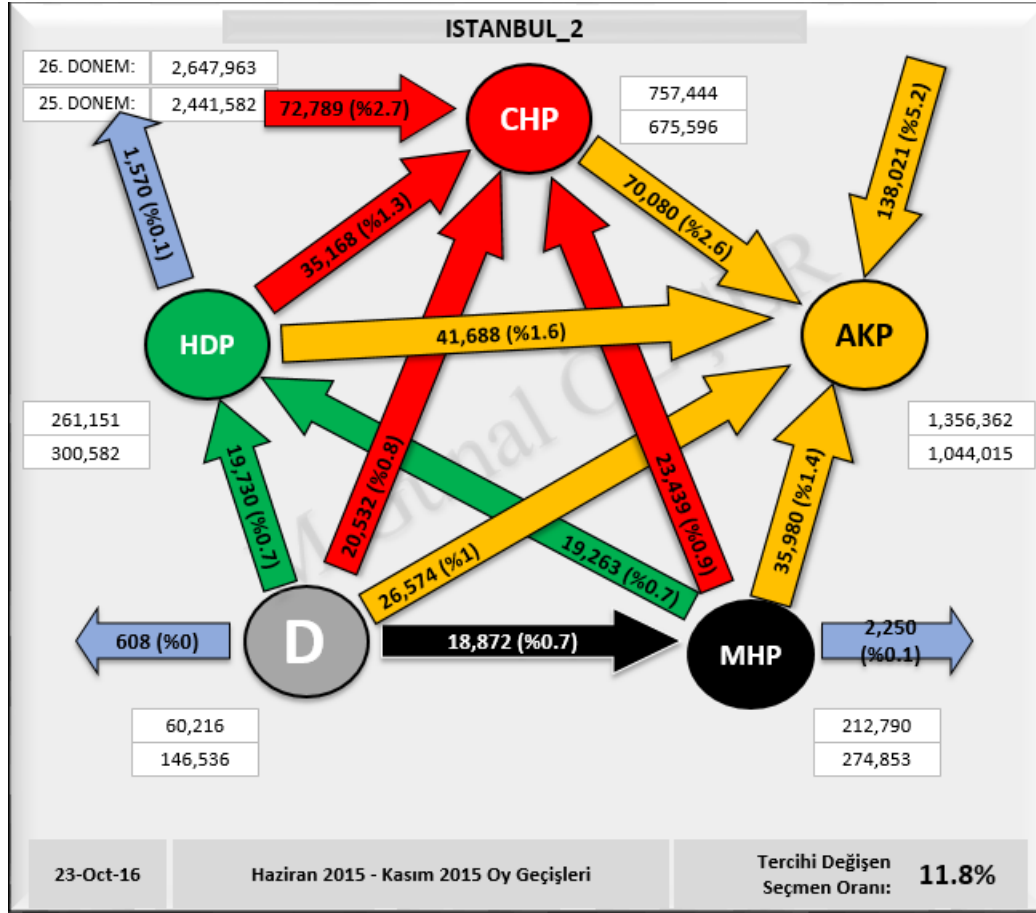 ISTANBUL_2
26. DONEM: 2,647,963
25. DONEM: 2,441,582
72,789 (%2.7)
CHP
757,444
675,596
138,021 (%5.2)
1,570 (%0.1)
35,168 (%1.3)
70,080 (%2.6)
HDP
41,688 (%1.6)
AKP
261,151
300,582
1,356,362
1,044,015
19,730 (%0.7)
20,532 (%0.8)
26,574 (%1)
19,263 (%0.7)
23,439 (%0.9)
35,980 (%1.4)
608 (%0)
D
18,872 (%0.7)
MHP
2,250
(%0.1)
60,216
146,536
212,790
274,853
23-Oct-16
Haziran 2015 - Kasım 2015 Oy Geçişleri
Tercihi Değişen
Seçmen Oranı:
11.8%